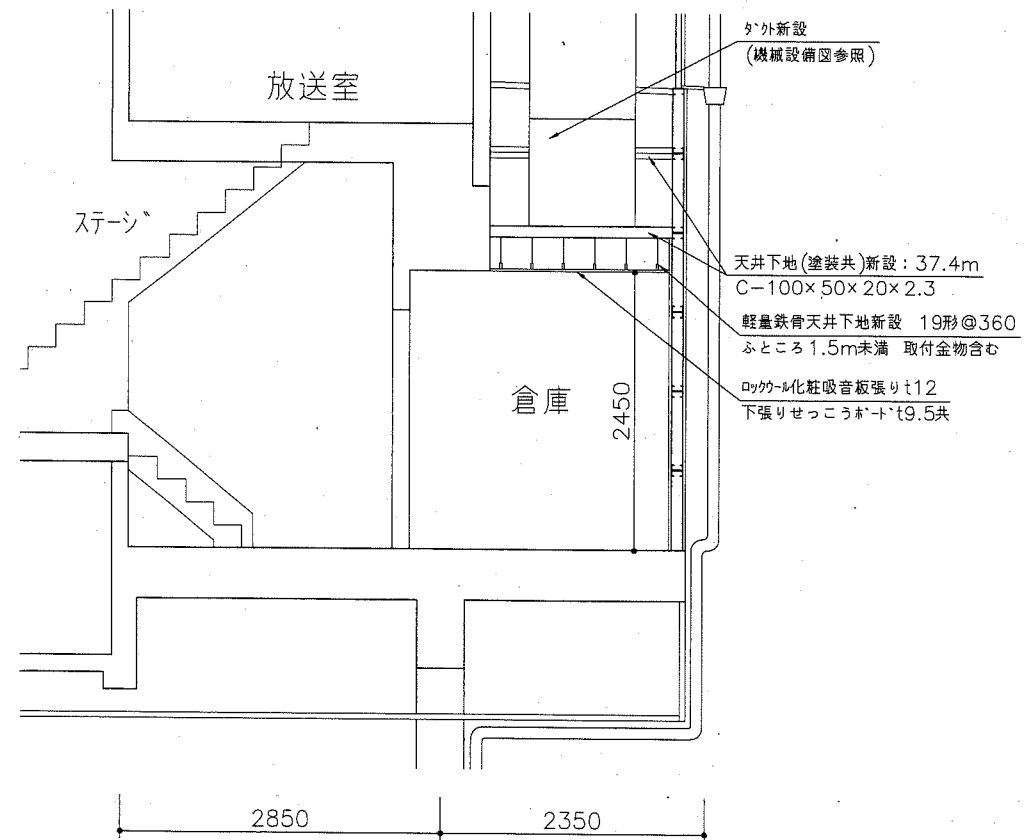 ダクト新設
(機械設備図参照)
放送室
ステージ
天井下地(塗装共)新設：37.4m
C-100×50×20×2.3
軽量鉄骨天井下地新設 19形@360
ふところ1.5m未満 取付金物含む
ロックウール化粧吸音板張りt12
下張りせっこうボードt9.5共
倉庫
2450
2850
2350